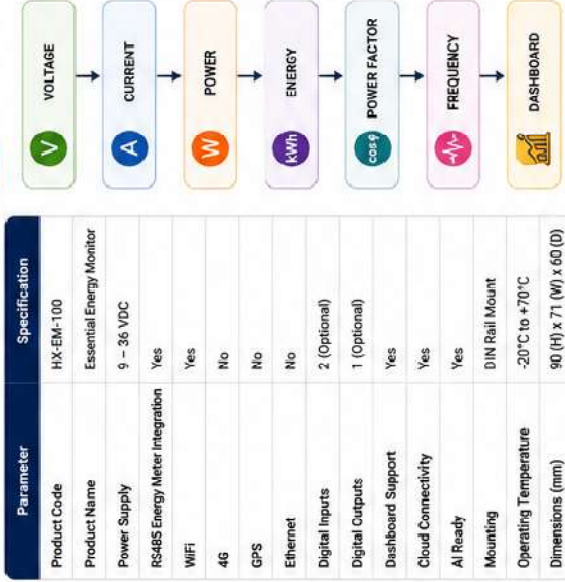 Parameter Specification
Product Code HX-EM-100
Product Name Essential Energy Monitor
Power Supply 9 – 36 VDC
RS485 Energy Meter Integration Yes
WiFi Yes
4G No
GPS No
Ethernet No
Digital Inputs 2 (Optional)
Digital Outputs 1 (Optional)
Dashboard Support Yes
Cloud Connectivity Yes
AI Ready Yes
Mounting DIN Rail Mount
Operating Temperature -20°C to +70°C
Dimensions (mm) 90 (H) x 71 (W) x 60 (D)
V VOLTAGE
A CURRENT
W POWER
kWh ENERGY
cos φ POWER FACTOR
FREQUENCY
DASHBOARD